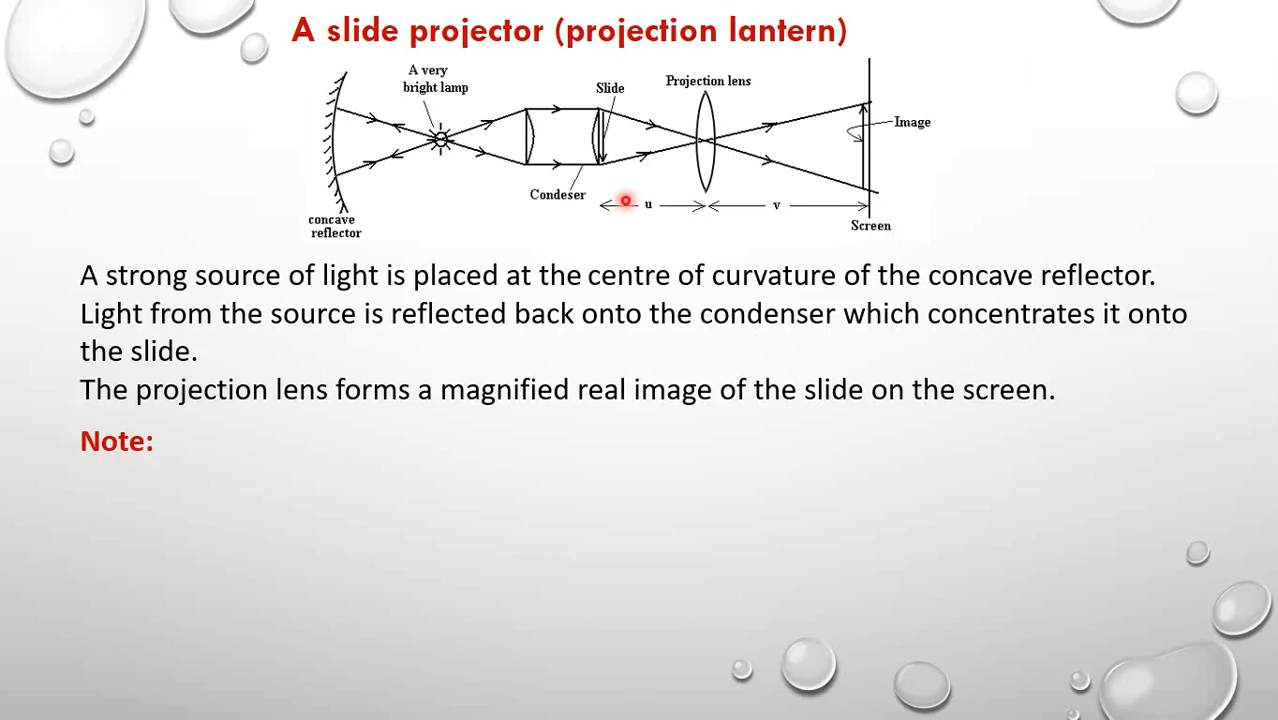 A slide projector (projection lantern)
A very
bright lamp
Slide
Projection lens
Image
Condeser
u
v
concave
reflector
Screen
A strong source of light is placed at the centre of curvature of the concave reflector.
Light from the source is reflected back onto the condenser which concentrates it onto
the slide.
The projection lens forms a magnified real image of the slide on the screen.
Note: